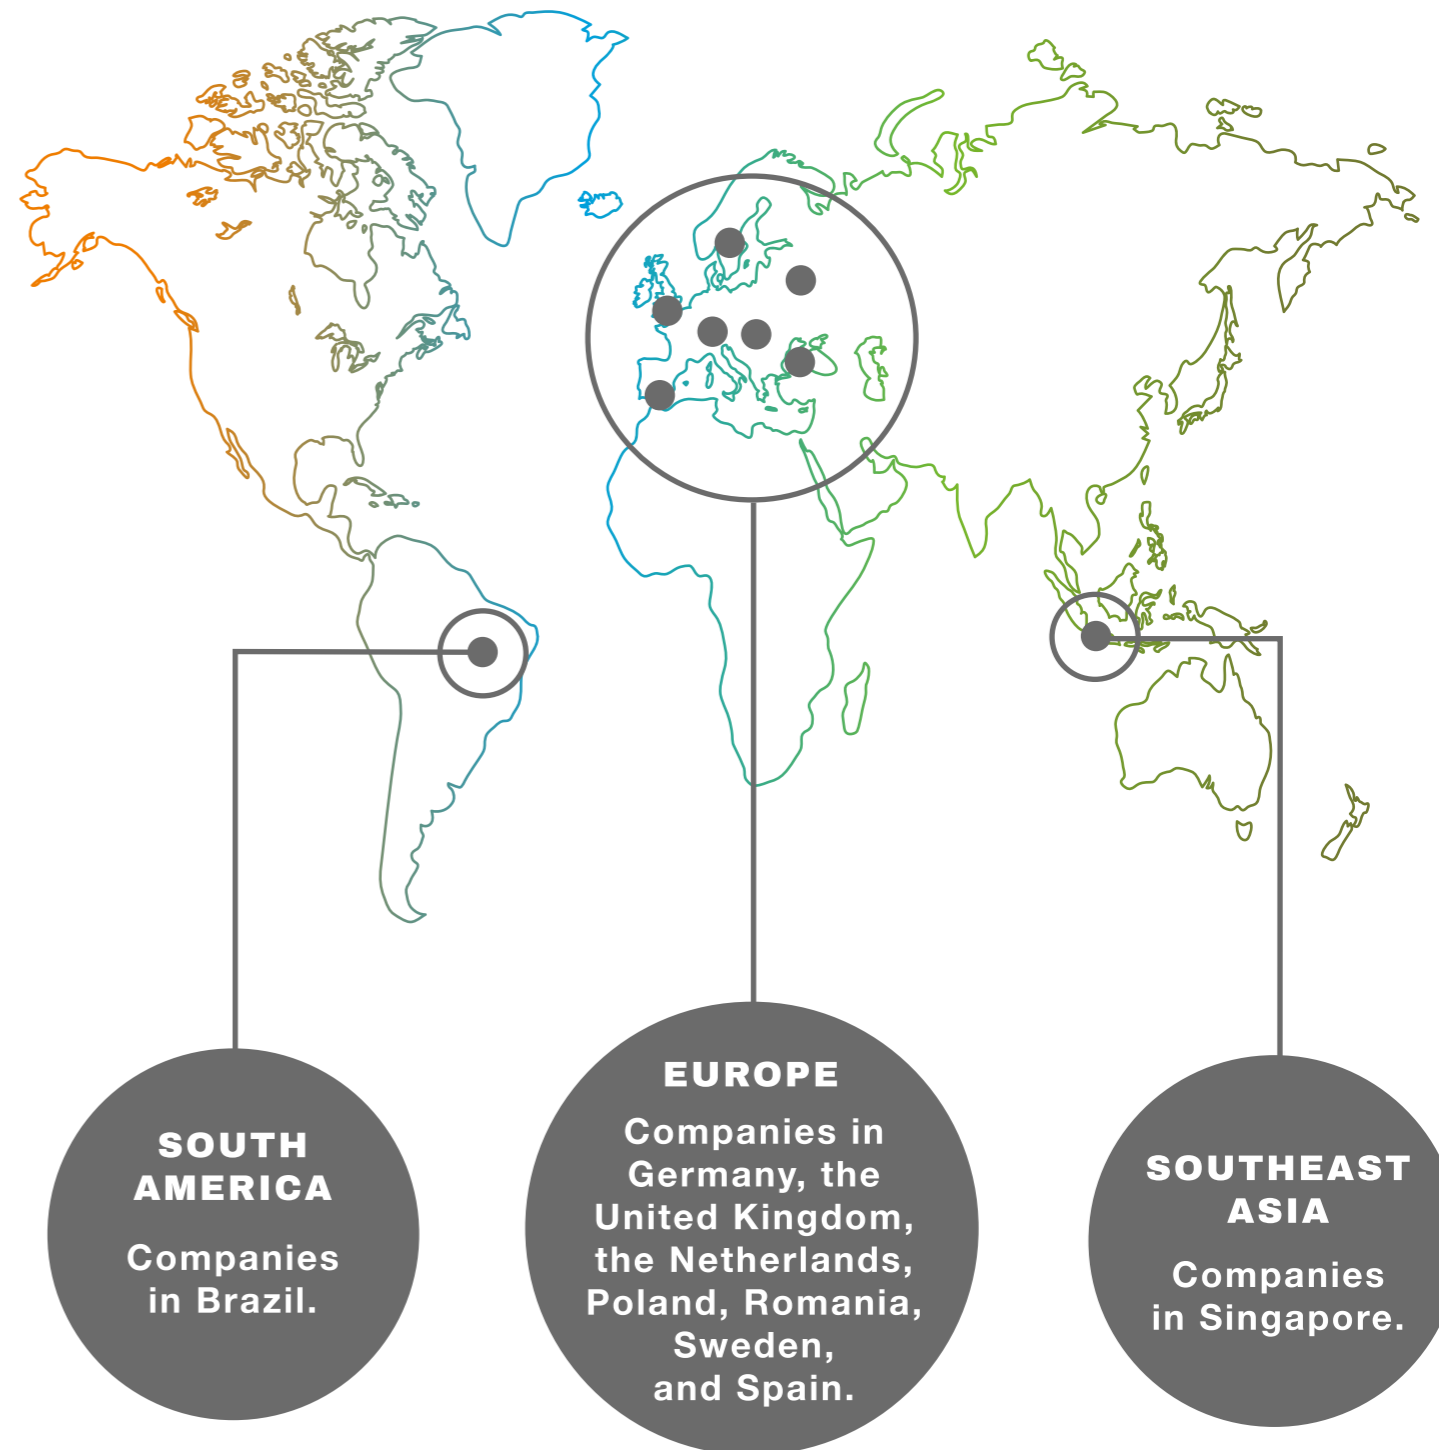 SOUTH
AMERICA
Companies
in Brazil.
EUROPE
Companies in
Germany, the
United Kingdom,
the Netherlands,
Poland, Romania,
Sweden,
and Spain.
SOUTHEAST
ASIA
Companies
in Singapore.